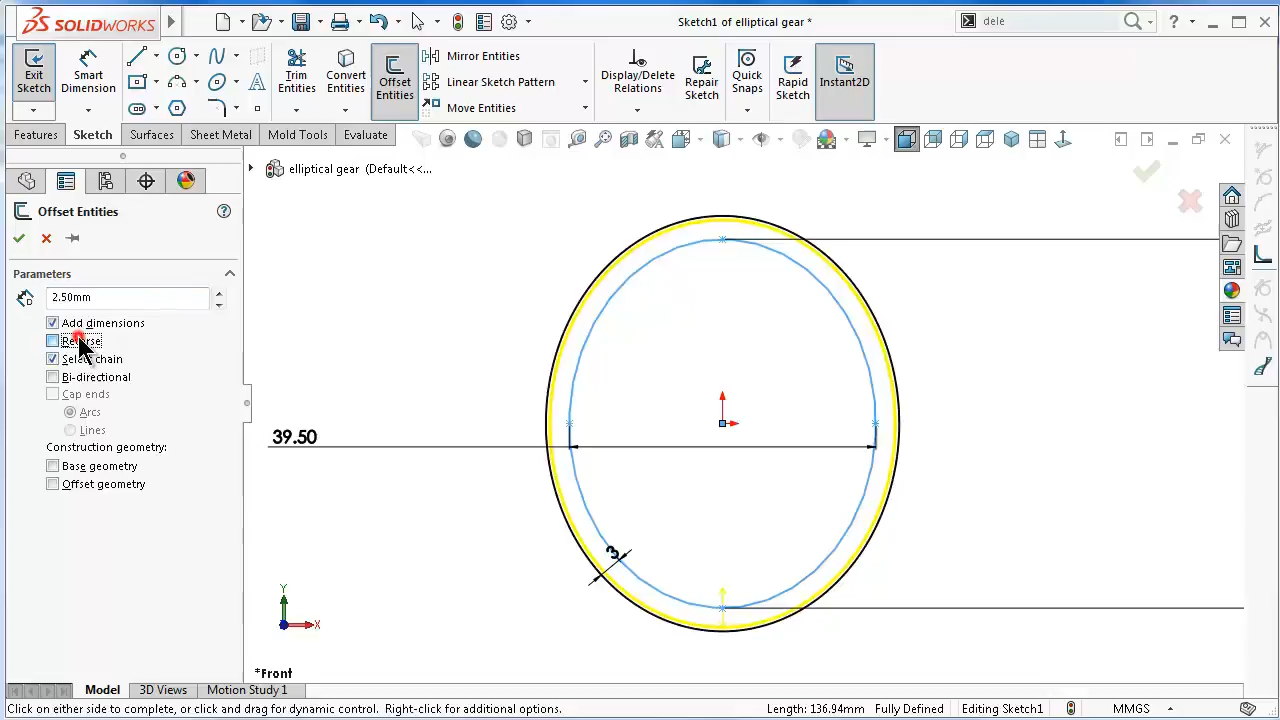 SOLIDWORKS
Sketch1 of elliptical gear *
dele
Exit Sketch
Smart Dimension
Trim Entities
Convert Entities
Offset Entities
Mirror Entities
Linear Sketch Pattern
Move Entities
Display/Delete Relations
Repair Sketch
Quick Snaps
Rapid Sketch
Instant2D
Features
Sketch
Surfaces
Sheet Metal
Mold Tools
Evaluate
elliptical gear (Default<<...
Offset Entities
Parameters
2.50mm
Add dimensions
Reverse
Select chain
Bi-directional
Cap ends
Arcs
Lines
Construction geometry:
Base geometry
Offset geometry
39.50
3
Y
X
*Front
Model
3D Views
Motion Study 1
Click on either side to complete, or click and drag for dynamic control. Right-click for additional options.
Length: 136.94mm
Fully Defined
Editing Sketch1
MMGS